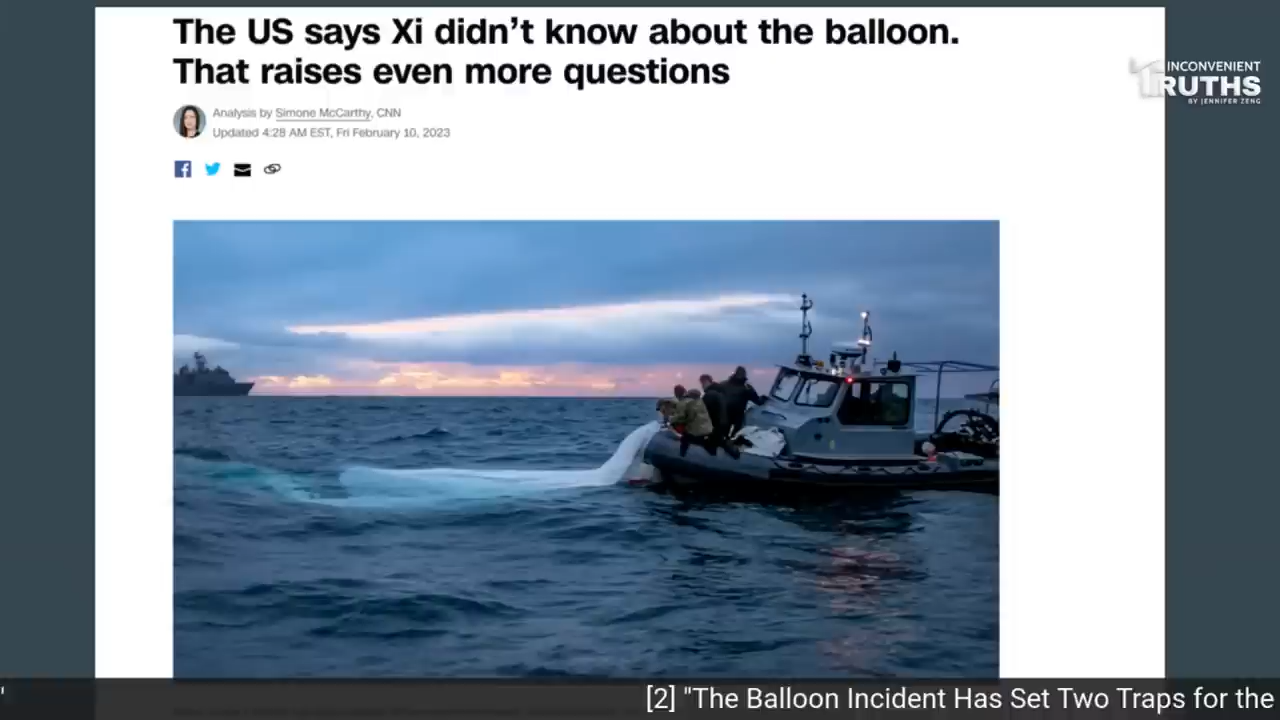 The US says Xi didn't know about the balloon.
That raises even more questions
INCONVENIENT
TRUTHS
BY JENNIFER ZENG
Analysis by Simone McCarthy, CNN
Updated 4:28 AM EST, Fri February 10, 2023
[2] "The Balloon Incident Has Set Two Traps for the